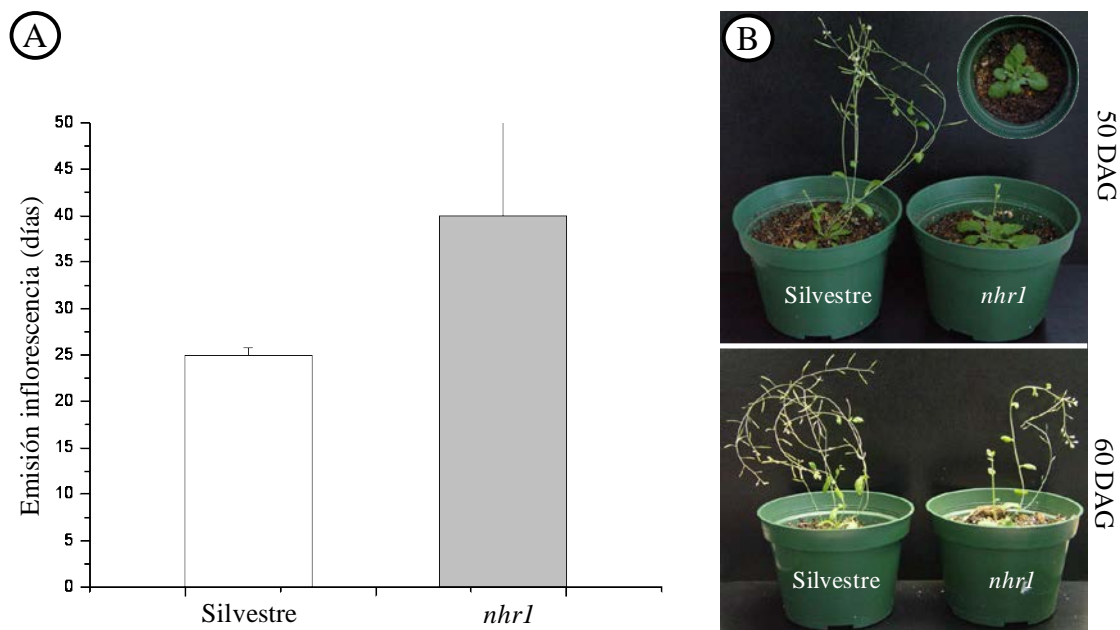 A
Emisión inflorescencia (días)
50
45
40
35
30
25
20
15
10
5
0
Silvestre
nhr1
B
Silvestre
nhr1
50 DAG
Silvestre
nhr1
60 DAG